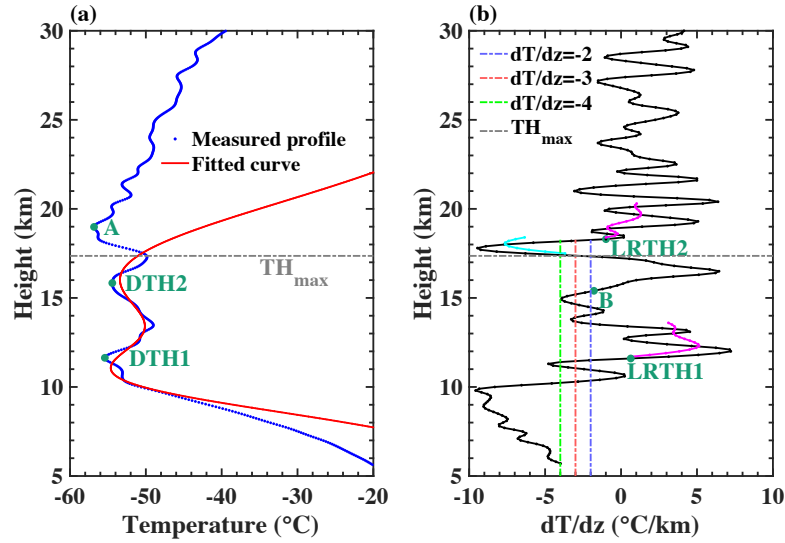 (a)
30
25
20
15
10
5
Height (km)
Measured profile
Fitted curve
A
TH_max
DTH2
DTH1
-60 -50 -40 -30 -20
Temperature (°C)
(b)
30
25
20
15
10
5
Height (km)
dT/dz=-2
dT/dz=-3
dT/dz=-4
TH_max
LRTH2
B
LRTH1
-10 -5 0 5 10
dT/dz (°C/km)